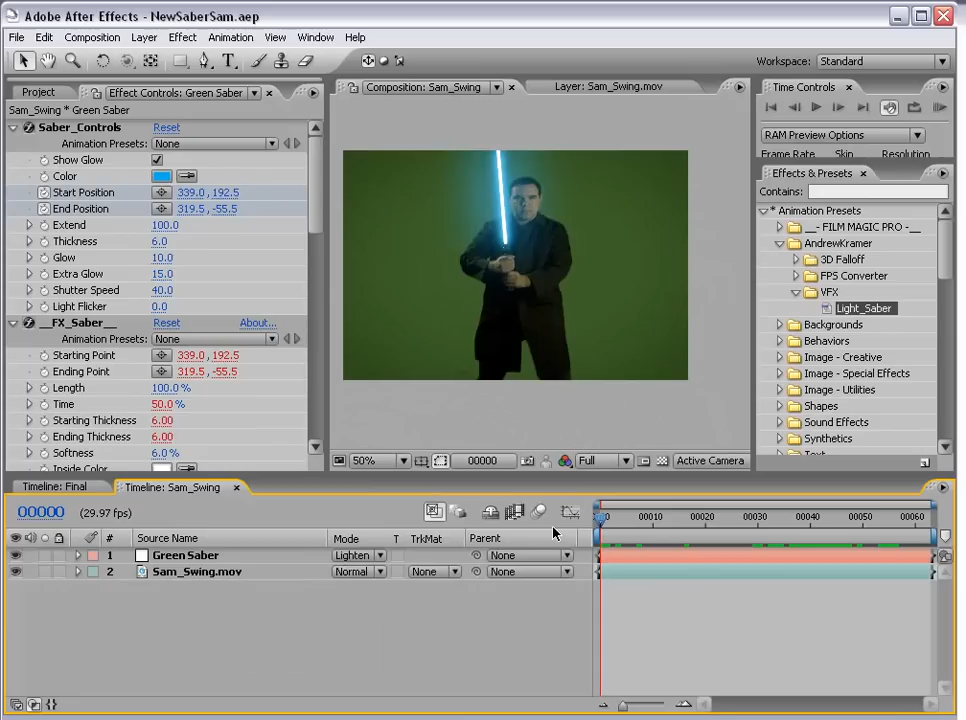 Adobe After Effects - NewSaberSam.aep
File Edit Composition Layer Effect Animation View Window Help
Workspace: Standard
Project Effect Controls: Green Saber
Sam_Swing * Green Saber
Saber_Controls Reset
Animation Presets: None
Show Glow
Color
Start Position 339.0, 192.5
End Position 319.5, -55.5
Extend 100.0
Thickness 6.0
Glow 10.0
Extra Glow 15.0
Shutter Speed 40.0
Light Flicker 0.0
__FX_Saber__ Reset About...
Animation Presets: None
Starting Point 339.0, 192.5
Ending Point 319.5, -55.5
Length 100.0 %
Time 50.0 %
Starting Thickness 6.00
Ending Thickness 6.00
Softness 6.0 %
Inside Color
Composition: Sam_Swing Layer: Sam_Swing.mov
50% 00000 Full Active Camera
Time Controls
RAM Preview Options
Frame Rate Skip Resolution
Effects & Presets
Contains:
* Animation Presets
__- FILM MAGIC PRO -__
AndrewKramer
3D Falloff
FPS Converter
VFX
Light_Saber
Backgrounds
Behaviors
Image - Creative
Image - Special Effects
Image - Utilities
Shapes
Sound Effects
Synthetics
Text
Timeline: Final Timeline: Sam_Swing
00000 (29.97 fps)
00010 00020 00030 00040 00050 00060
# Source Name Mode T TrkMat Parent
1 Green Saber Lighten None
2 Sam_Swing.mov Normal None None